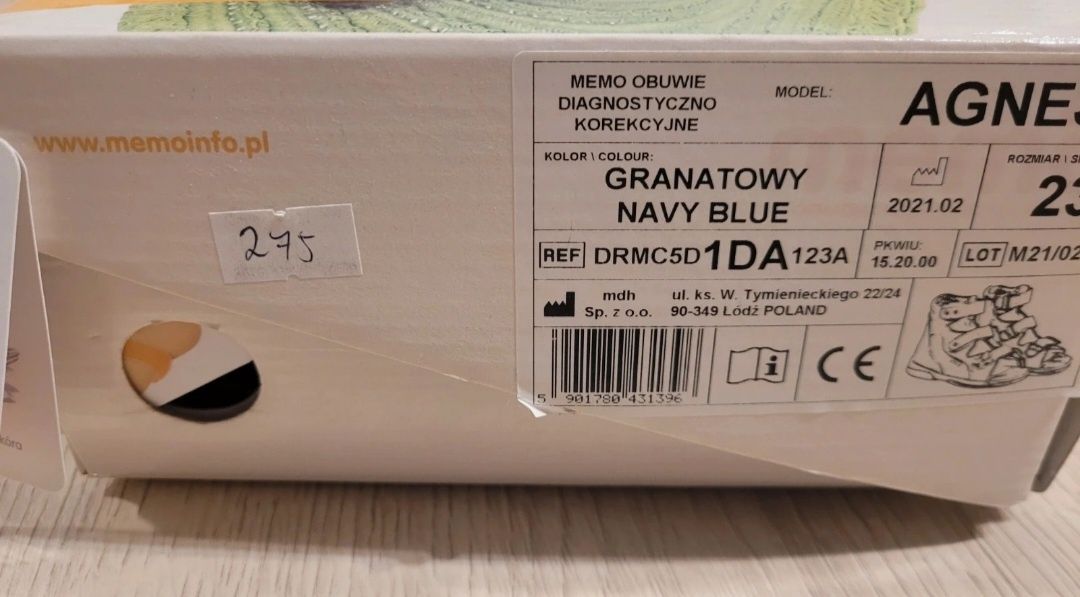 www.memoinfo.pl
275
MEMO OBUWIE
DIAGNOSTYCZNO
KOREKCYJNE
MODEL:
KOLOR \ COLOUR:
GRANATOWY
NAVY BLUE
2021.02
ROZMIAR \
23
REF DRMC5D1DA123A
PKWIU:
15.20.00
LOT M21/02
mdh
Sp. z o.o.
ul. ks. W. Tymienieckiego 22/24
90-349 Łódź POLAND
5 901780 431396
i
CE